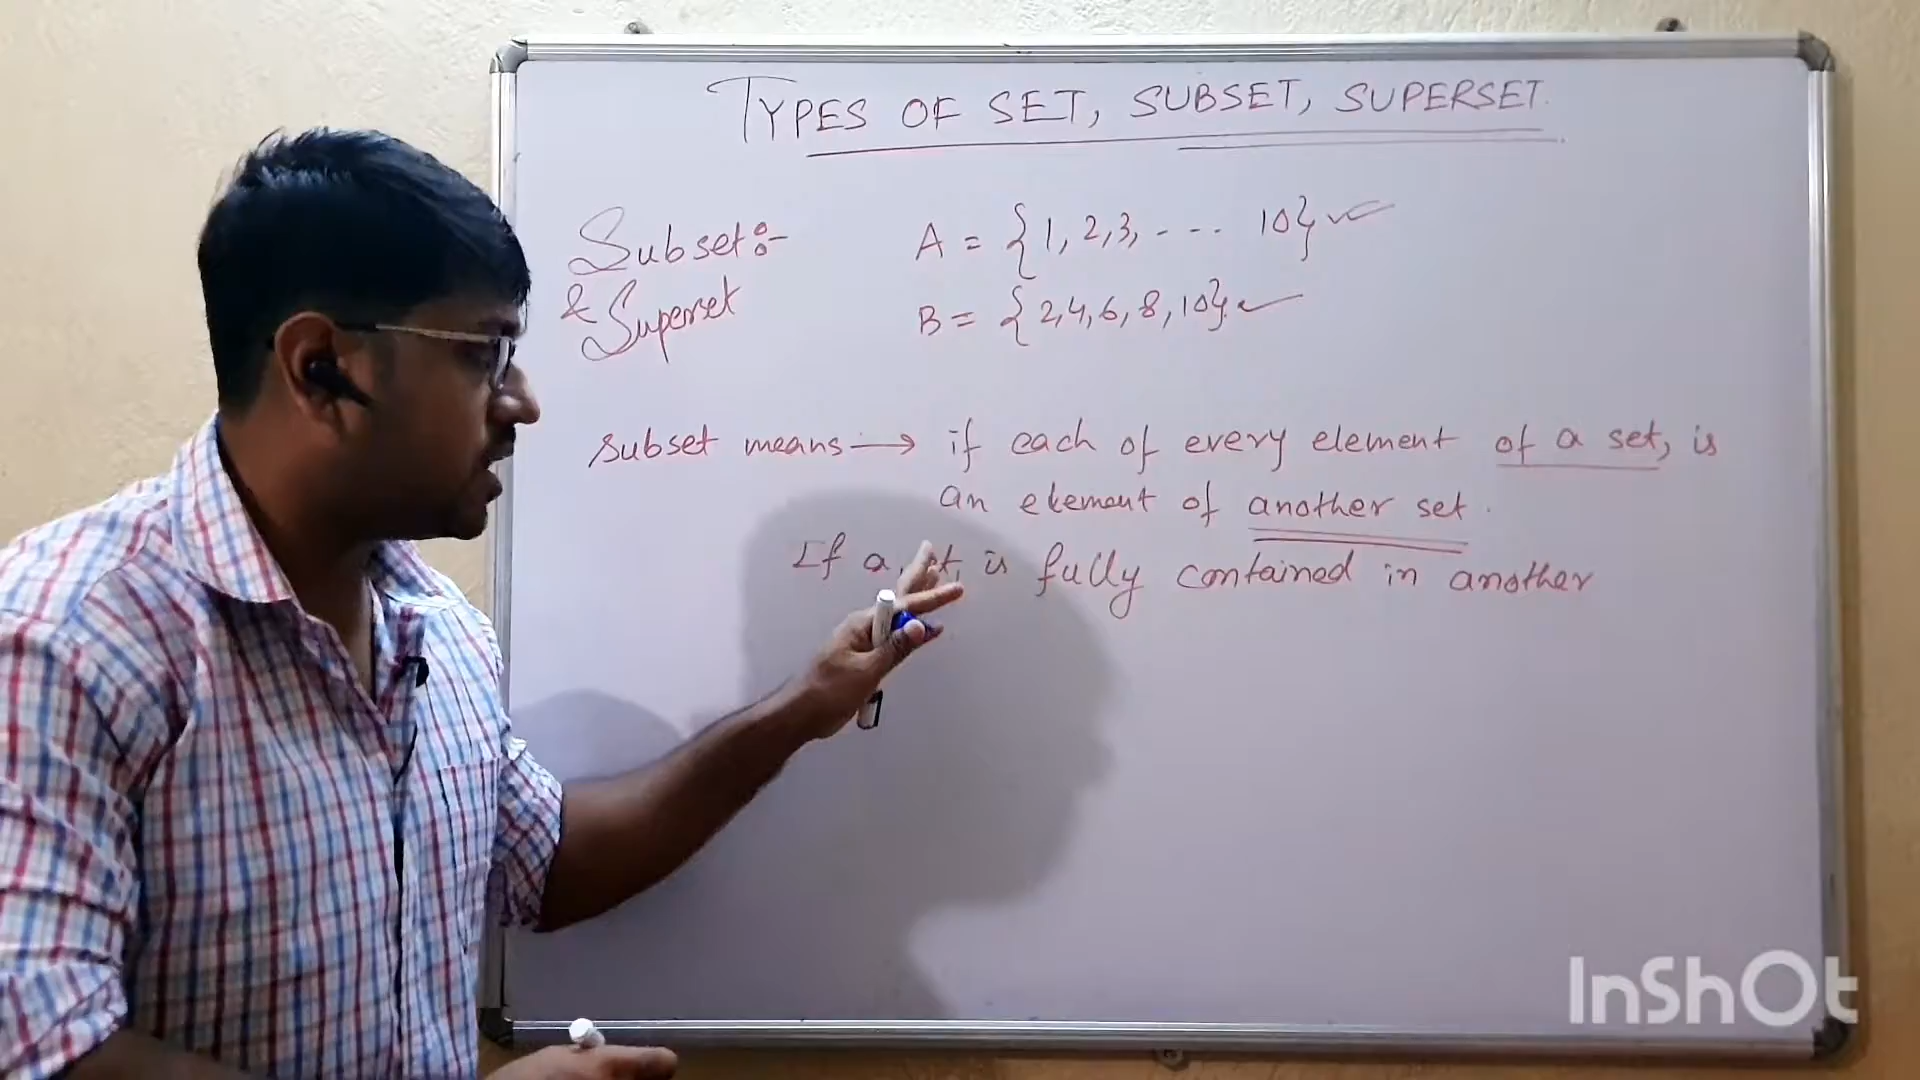 TYPES OF SET, SUBSET, SUPERSET.
Subset:-
& Superset
A = {1, 2, 3, - - - 10}
B = {2, 4, 6, 8, 10}
subset means → if each of every element of a set, is
an element of another set.
If a set is fully contained in another
InShOt